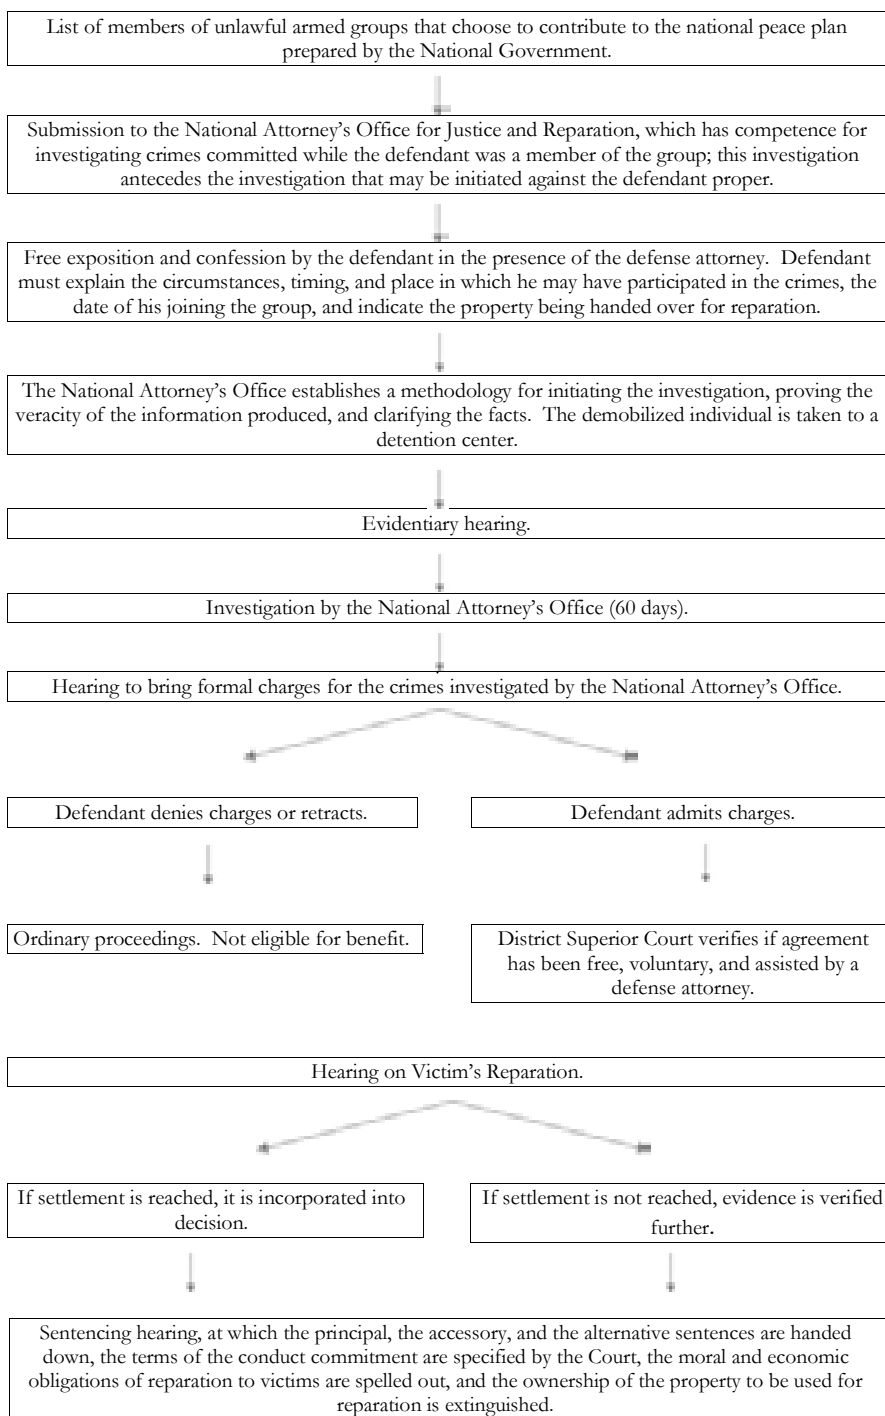 List of members of unlawful armed groups that choose to contribute to the national peace plan
prepared by the National Government.
Submission to the National Attorney's Office for Justice and Reparation, which has competence for
investigating crimes committed while the defendant was a member of the group; this investigation
antecedes the investigation that may be initiated against the defendant proper.
Free exposition and confession by the defendant in the presence of the defense attorney.  Defendant
must explain the circumstances, timing, and place in which he may have participated in the crimes, the
date of his joining the group, and indicate the property being handed over for reparation.
The National Attorney's Office establishes a methodology for initiating the investigation, proving the
veracity of the information produced, and clarifying the facts.  The demobilized individual is taken to a
detention center.
Evidentiary hearing.
Investigation by the National Attorney's Office (60 days).
Hearing to bring formal charges for the crimes investigated by the National Attorney's Office.
Defendant denies charges or retracts.
Defendant admits charges.
Ordinary proceedings.  Not eligible for benefit.
District Superior Court verifies if agreement
has been free, voluntary, and assisted by a
defense attorney.
Hearing on Victim's Reparation.
If settlement is reached, it is incorporated into
decision.
If settlement is not reached, evidence is verified
further.
Sentencing hearing, at which the principal, the accessory, and the alternative sentences are handed
down, the terms of the conduct commitment are specified by the Court, the moral and economic
obligations of reparation to victims are spelled out, and the ownership of the property to be used for
reparation is extinguished.